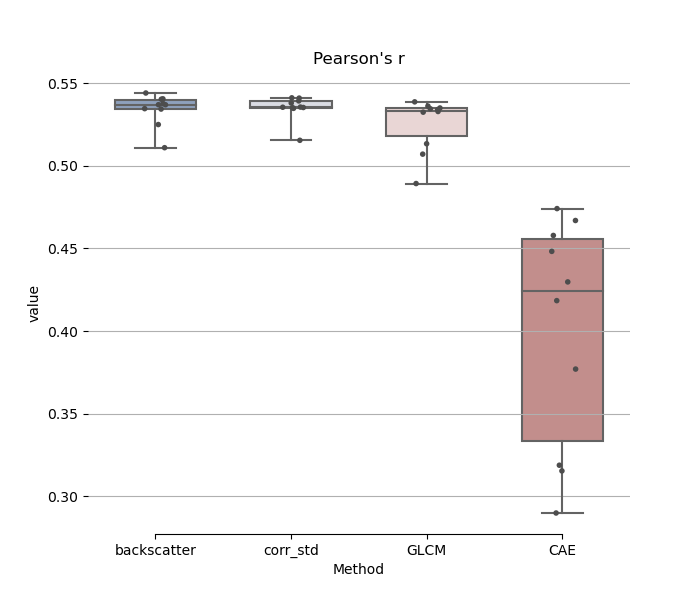 Pearson's r
0.55
0.50
0.45
0.40
0.35
0.30
value
backscatter
corr_std
GLCM
CAE
Method